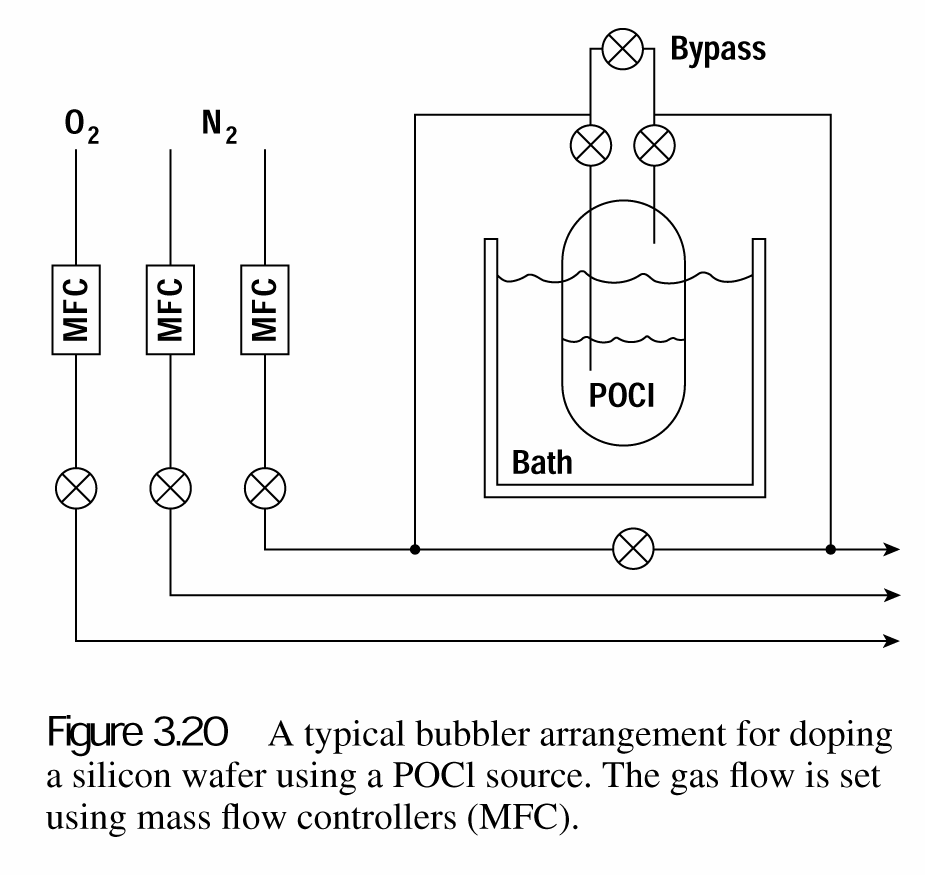 Bypass
O2 N2
MFC MFC MFC
POCl
Bath
Figure 3.20 A typical bubbler arrangement for doping
a silicon wafer using a POCl source. The gas flow is set
using mass flow controllers (MFC).